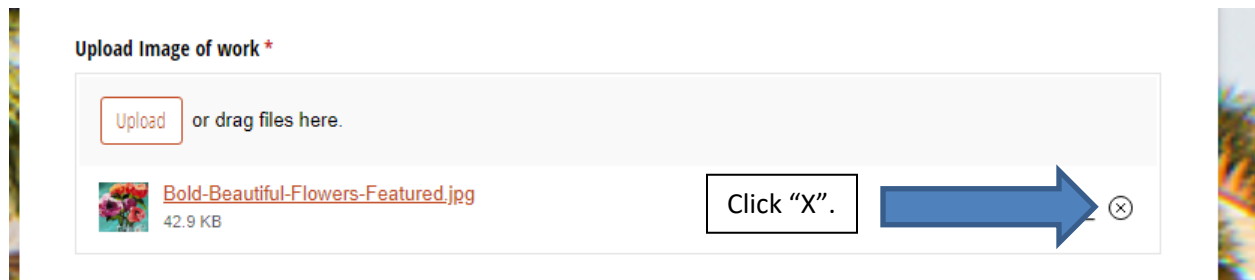 Upload Image of work *
Upload or drag files here.
Bold-Beautiful-Flowers-Featured.jpg
42.9 KB
Click “X”.